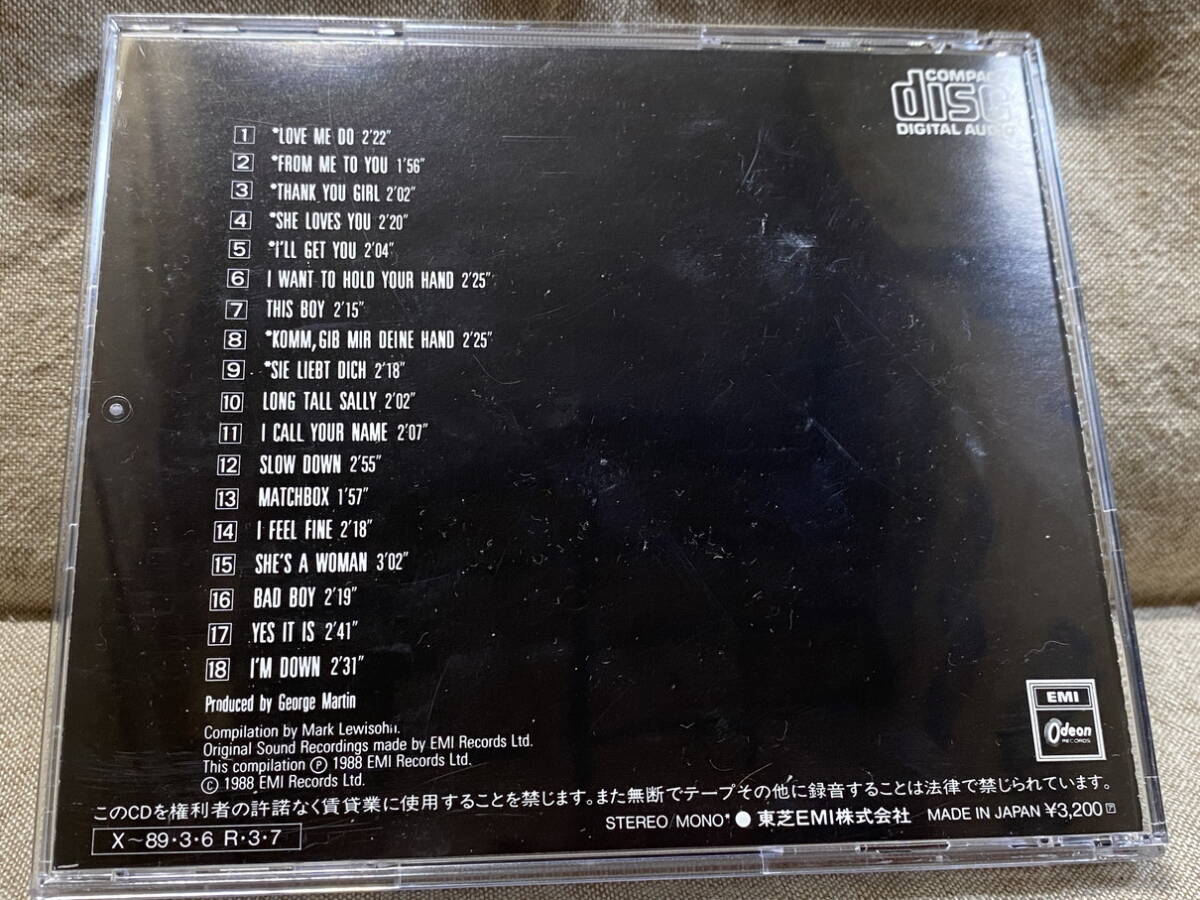 COMPACT
disc
DIGITAL AUDIO
1 *LOVE ME DO 2'22"
2 *FROM ME TO YOU 1'56"
3 *THANK YOU GIRL 2'02"
4 *SHE LOVES YOU 2'20"
5 *I'LL GET YOU 2'04"
6 I WANT TO HOLD YOUR HAND 2'25"
7 THIS BOY 2'15"
8 *KOMM, GIB MIR DEINE HAND 2'25"
9 *SIE LIEBT DICH 2'18"
10 LONG TALL SALLY 2'02"
11 I CALL YOUR NAME 2'07"
12 SLOW DOWN 2'55"
13 MATCHBOX 1'57"
14 I FEEL FINE 2'18"
15 SHE'S A WOMAN 3'02"
16 BAD BOY 2'19"
17 YES IT IS 2'41"
18 I'M DOWN 2'31"
Produced by George Martin
Compilation by Mark Lewisohn.
Original Sound Recordings made by EMI Records Ltd.
This compilation Ⓟ 1988 EMI Records Ltd.
© 1988 EMI Records Ltd.
EMI
Odeon
RECORDS
このCDを権利者の許諾なく賃貸業に使用することを禁じます。また無断でテープその他に録音することは法律で禁じられています。
STEREO/MONO* ● 東芝EMI株式会社 MADE IN JAPAN ¥3,200
X〜89・3・6 R・3・7